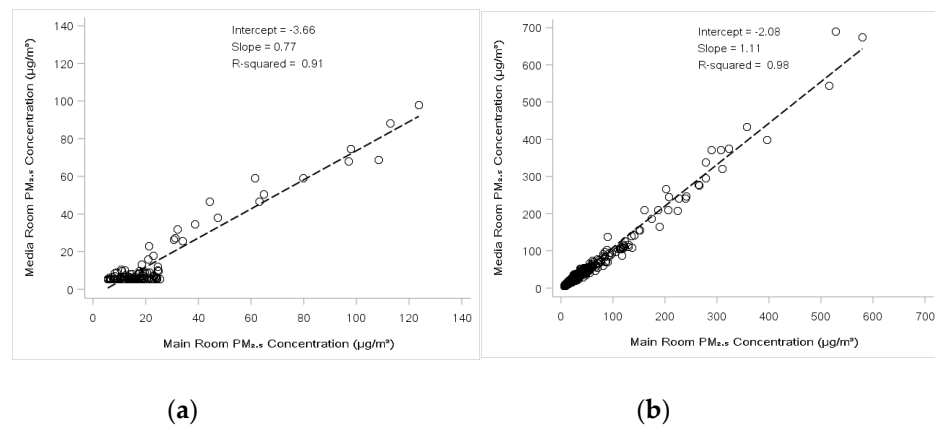 Intercept = -3.66
Slope = 0.77
R-squared = 0.91
Media Room PM₂.₅ Concentration (µg/m³)
140
120
100
80
60
40
20
0
0 20 40 60 80 100 120 140
Main Room PM₂.₅ Concentration (µg/m³)
(a)
Intercept = -2.08
Slope = 1.11
R-squared = 0.98
Media Room PM₂.₅ Concentration (µg/m³)
700
600
500
400
300
200
100
0
0 100 200 300 400 500 600 700
Main Room PM₂.₅ Concentration (µg/m³)
(b)